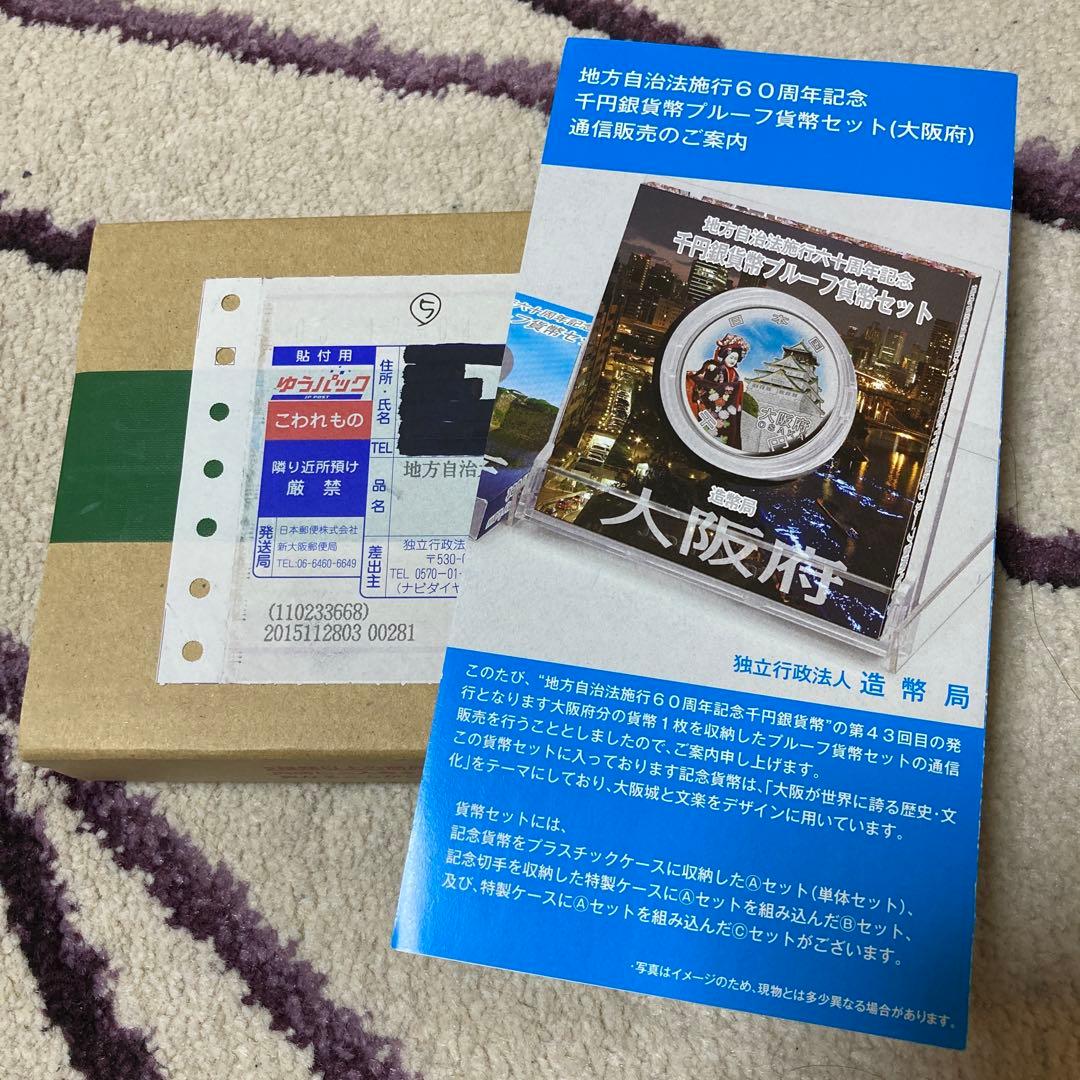 地方自治法施行60周年記念
千円銀貨幣プルーフ貨幣セット(大阪府)
通信販売のご案内
地方自治法施行六十周年記念
千円銀貨幣プルーフ貨幣セット
日本国
大阪府
OSAKA
千円
造幣局
大阪府
六十周年記念
フ貨幣セット
独立行政法人 造幣局
このたび、“地方自治法施行60周年記念千円銀貨幣”の第43回目の発
行となります大阪府分の貨幣1枚を収納したプルーフ貨幣セットの通信
販売を行うこととしましたので、ご案内申し上げます。
この貨幣セットに入っております記念貨幣は、「大阪が世界に誇る歴史・文
化」をテーマにしており、大阪城と文楽をデザインに用いています。
貨幣セットには、
記念貨幣をプラスチックケースに収納したⒶセット(単体セット)、
記念切手を収納した特製ケースにⒶセットを組み込んだⒷセット、
及び、特製ケースにⒶセットを組み込んだⒸセットがございます。
・写真はイメージのため、現物とは多少異なる場合があります。
貼付用
ゆうパック
JP POST
こわれもの
隣り近所預け
厳禁
発送局
日本郵便株式会社
新大阪郵便局
TEL:06-6460-6649
住所・氏名
TEL
品名
地方自治
差出主
独立行政法
〒530-0
TEL 0570-01-
(ナビダイヤ
(110233668)
2015112803 00281